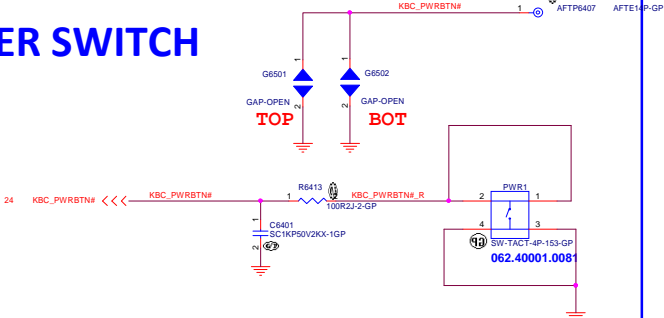 KBC_PWRBTN# 1 AFTP6407 AFTE14P-GP
ER SWITCH
1 1
G6501 G6502
GAP-OPEN 2 2 GAP-OPEN
TOP BOT
24 KBC_PWRBTN# KBC_PWRBTN# 1 R6413 KBC_PWRBTN#_R 2 PWR1 1
100R2J-2-GP
1 C6401 4 3
SC1KP50V2KX-1GP
2 SW-TACT-4P-153-GP
062.40001.0081